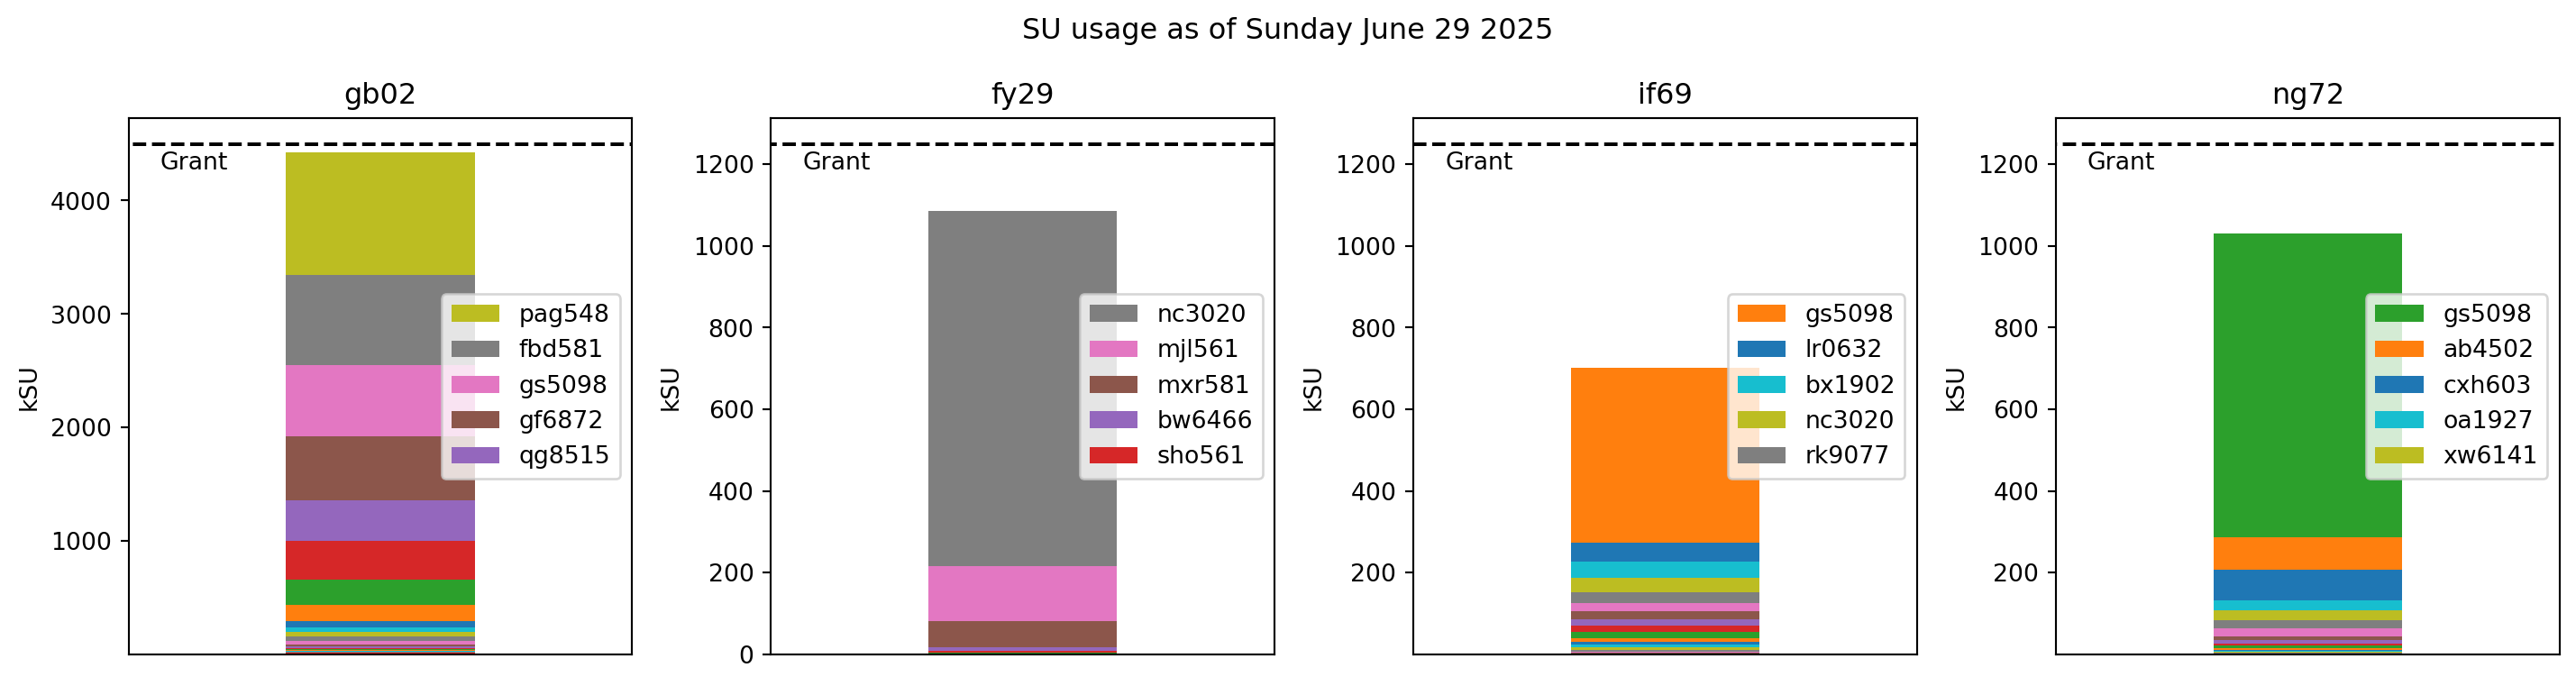 SU usage as of Sunday June 29 2025
gb02
Grant
4000
3000
2000
1000
kSU
pag548
fbd581
gs5098
gf6872
qg8515
fy29
Grant
1200
1000
800
600
400
200
0
kSU
nc3020
mjl561
mxr581
bw6466
sho561
if69
Grant
1200
1000
800
600
400
200
kSU
gs5098
lr0632
bx1902
nc3020
rk9077
ng72
Grant
1200
1000
800
600
400
200
kSU
gs5098
ab4502
cxh603
oa1927
xw6141